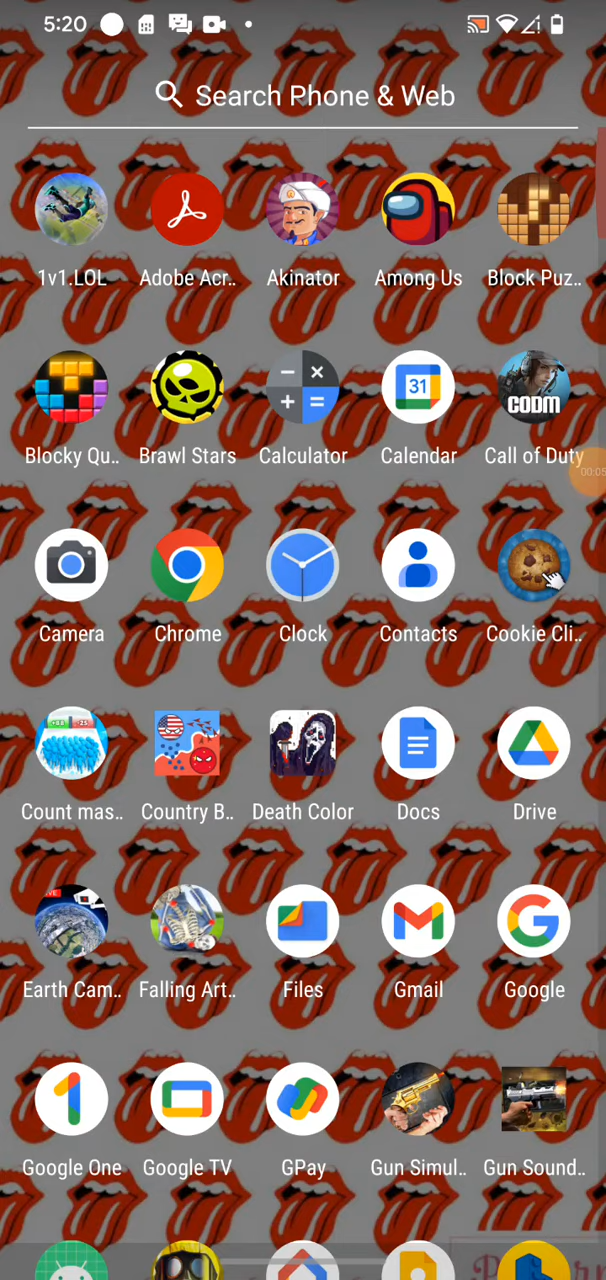 5:20
Search Phone & Web
1v1.LOL Adobe Acr.. Akinator Among Us Block Puz..
31
CODM
Blocky Qu.. Brawl Stars Calculator Calendar Call of Duty
00:05
Camera Chrome Clock Contacts Cookie Cli..
Count mas.. Country B.. Death Color Docs Drive
Earth Cam.. Falling Art.. Files Gmail Google
Google One Google TV GPay Gun Simul.. Gun Sound..